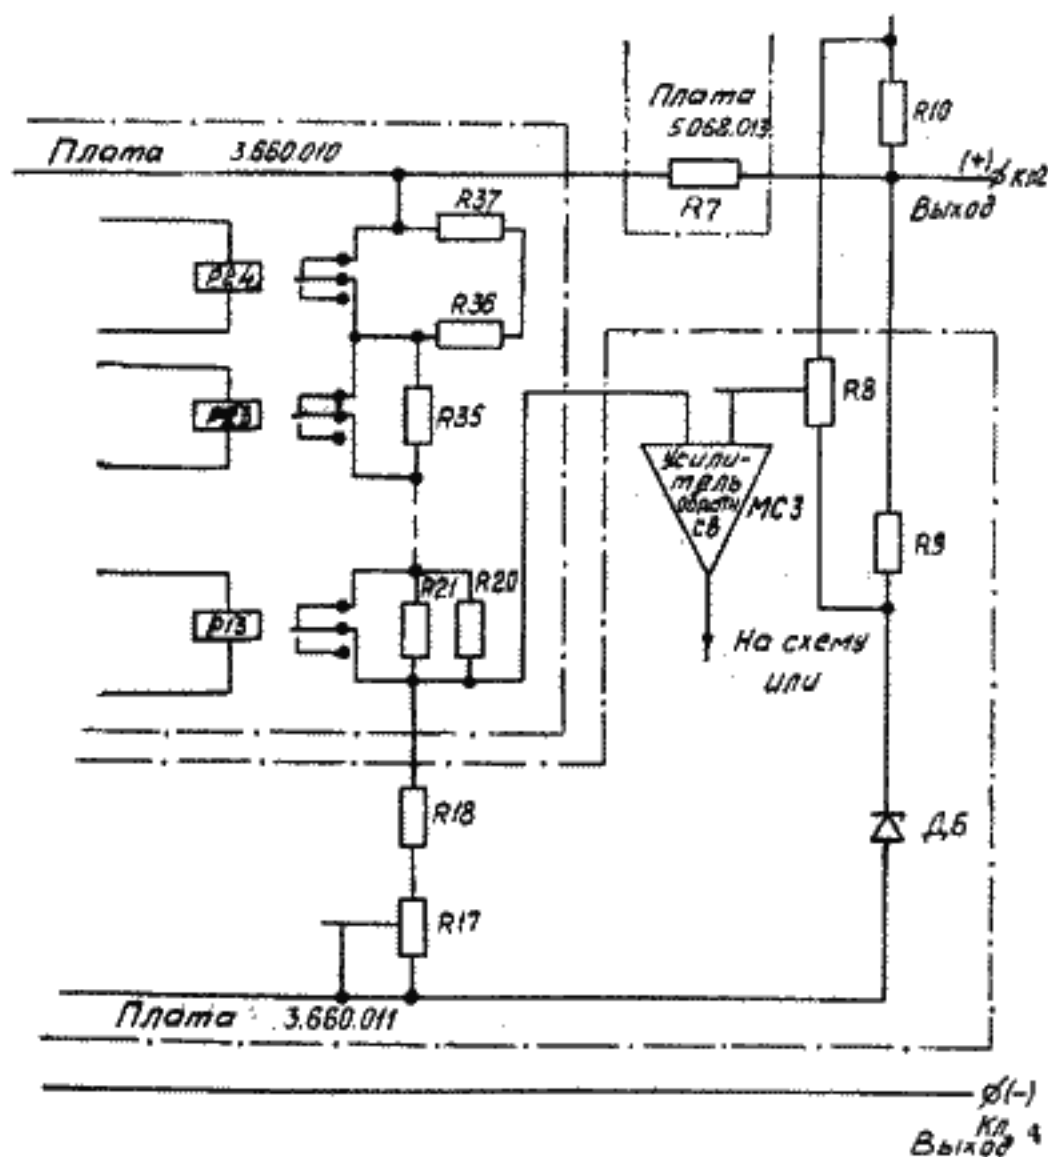 Плата
5.068.013
R10
Плата 3.660.010
(+)
Кл2
Выход
R7
R37
Р24
R36
R35
R8
Усили-
тель
обратн
св
МС3
R9
R21
R20
Р13
На схему
или
R18
Д6
R17
Плата 3.660.011
(-)
Кл. 4
Выход